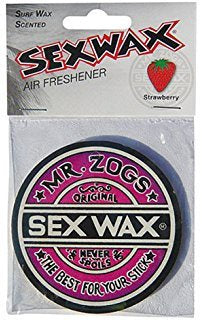 SURF WAX
SCENTED
SEXWAX®
AIR FRESHENER
Strawberry
MR. ZOGS
ORIGINAL
SEX WAX®
NEVER
SPOILS
THE BEST FOR YOUR STICK